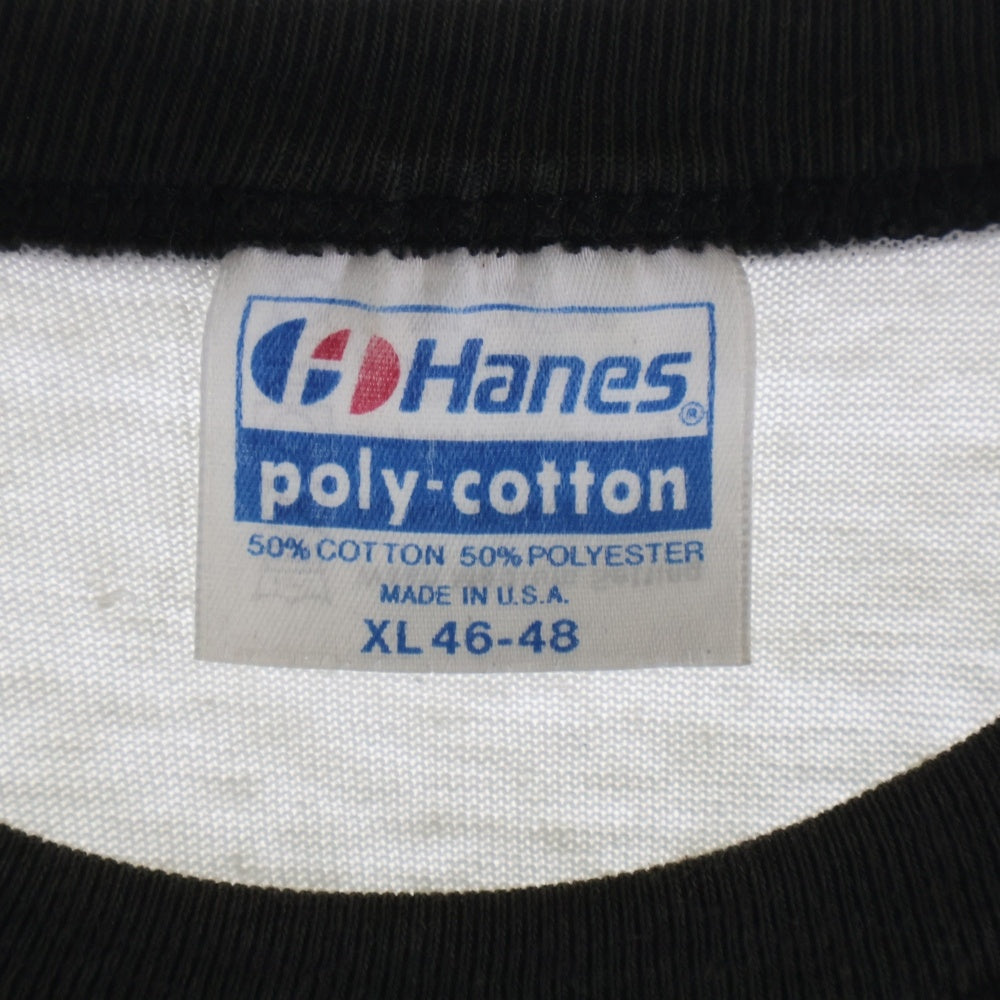 Hanes®
poly-cotton
50% COTTON 50% POLYESTER
MADE IN U.S.A.
XL 46-48